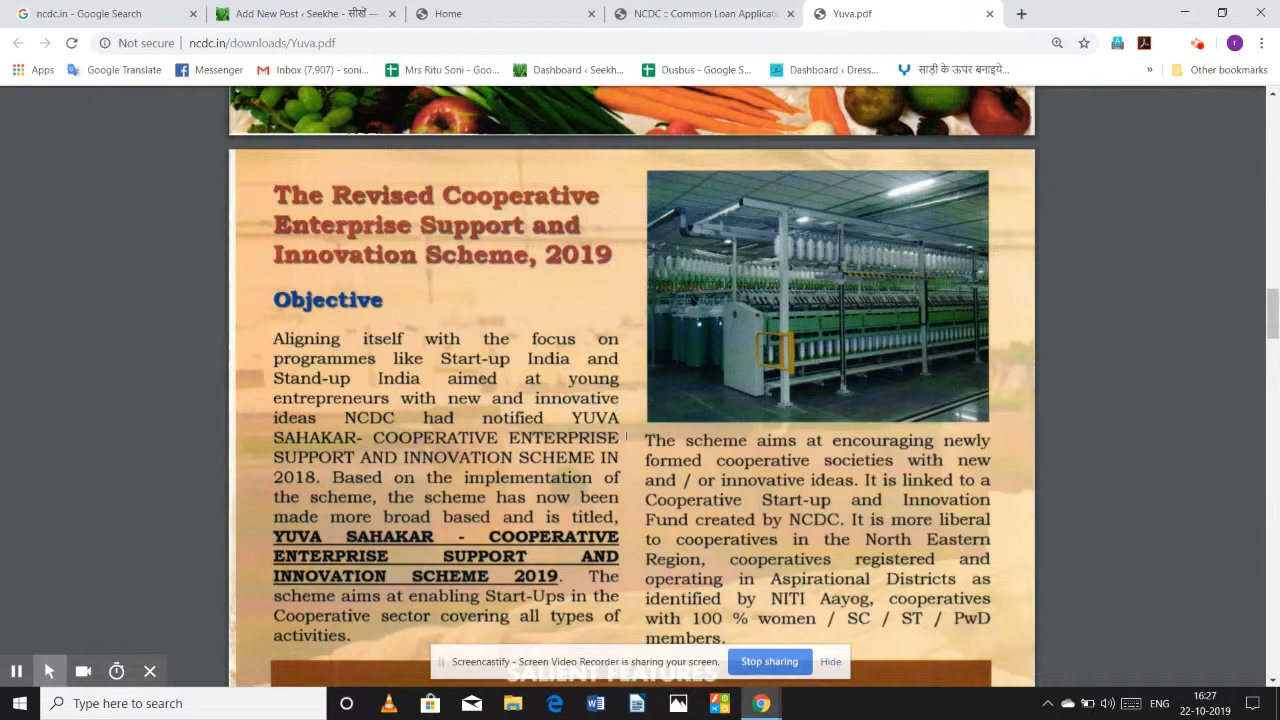 ncdc.in - Google Search
Add New Post ‹ Seekhe - सीखें —
Home
NCDC :: Common Loan Applicati
Yuva.pdf
Not secure
ncdc.in/downloads/Yuva.pdf
Apps
Google Translate
Messenger
Inbox (7,907) - soni...
Mrs Ritu Soni - Goo...
Dashboard ‹ Seekh...
Dusbus - Google S...
Dashboard ‹ Dress...
साड़ी के ऊपर बनाइये...
»
Other bookmarks
The Revised Cooperative
Enterprise Support and
Innovation Scheme, 2019
Objective
Aligning itself with the focus on
programmes like Start-up India and
Stand-up India aimed at young
entrepreneurs with new and innovative
ideas NCDC had notified YUVA
SAHAKAR- COOPERATIVE ENTERPRISE
SUPPORT AND INNOVATION SCHEME IN
2018. Based on the implementation of
the scheme, the scheme has now been
made more broad based and is titled,
YUVA SAHAKAR - COOPERATIVE
ENTERPRISE SUPPORT AND
INNOVATION SCHEME 2019. The
scheme aims at enabling Start-Ups in the
Cooperative sector covering all types of
activities.
The scheme aims at encouraging newly
formed cooperative societies with new
and / or innovative ideas. It is linked to a
Cooperative Start-up and Innovation
Fund created by NCDC. It is more liberal
to cooperatives in the North Eastern
Region, cooperatives registered and
operating in Aspirational Districts as
identified by NITI Aayog, cooperatives
with 100 % women / SC / ST / PwD
members.
SALIENT FEATURES
Screencastify - Screen Video Recorder is sharing your screen.
Stop sharing
Hide
Type here to search
ENG
16:27
22-10-2019